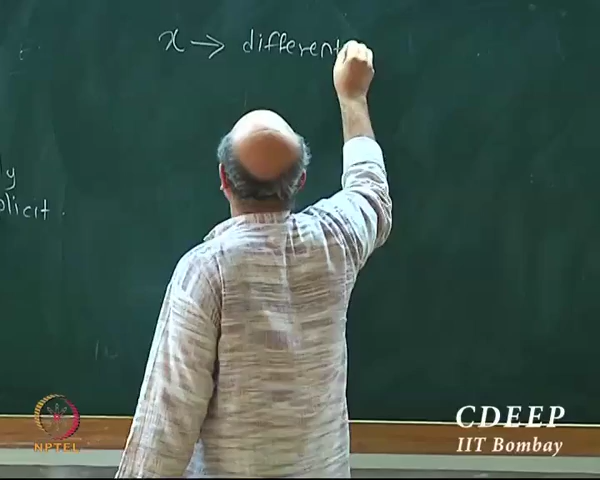 x → different
y
plicit.
NPTEL
CDEEP
IIT Bombay